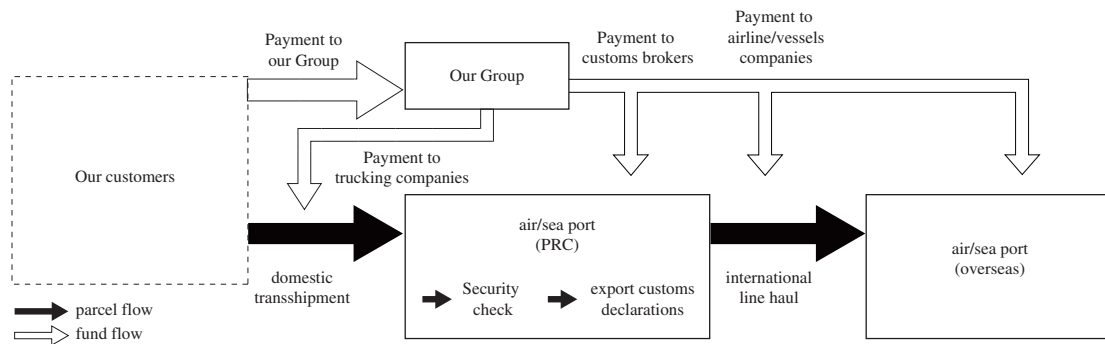 Payment to
our Group
Our Group
Payment to
customs brokers
Payment to
airline/vessels
companies
Our customers
Payment to
trucking companies
domestic
transshipment
air/sea port
(PRC)
Security
check
export customs
declarations
international
line haul
air/sea port
(overseas)
parcel flow
fund flow